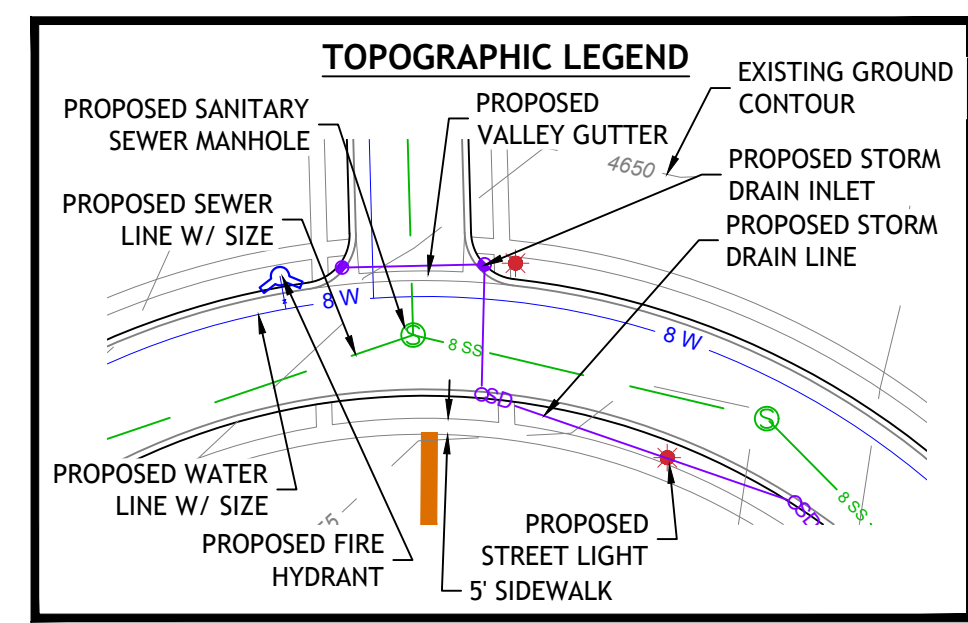 TOPOGRAPHIC LEGEND
EXISTING GROUND
CONTOUR
PROPOSED SANITARY
SEWER MANHOLE
PROPOSED
VALLEY GUTTER
4650
PROPOSED STORM
DRAIN INLET
PROPOSED SEWER
LINE W/ SIZE
PROPOSED STORM
DRAIN LINE
8 W
8 W
S
8 SS
SD
S
PROPOSED WATER
LINE W/ SIZE
8 SS
SD
5
PROPOSED FIRE
HYDRANT
PROPOSED
STREET LIGHT
5' SIDEWALK